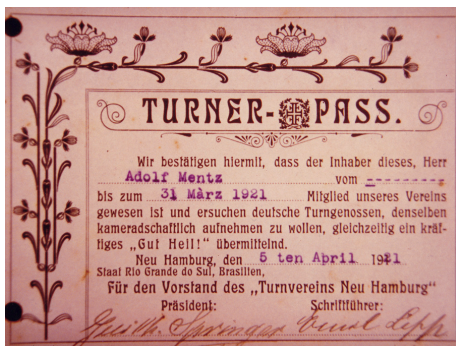 TURNER-PASS.
Wir bestätigen hiermit, dass der Inhaber dieses, Herr
Adolf Mentz vom ---------
bis zum 31 März 1921 Mitglied unseres Vereins
gewesen ist und ersuchen deutsche Turngenossen, denselben
kameradschaftlich aufnehmen zu wollen, gleichzeitig ein kräf-
tiges „Gut Heil!" übermittelnd.
Neu Hamburg, den 5 ten April 1921
Staat Rio Grande do Sul, Brasilien,
Für den Vorstand des „Turnvereins Neu Hamburg"
Präsident: Schriftführer:
Springer Ernst Lepp